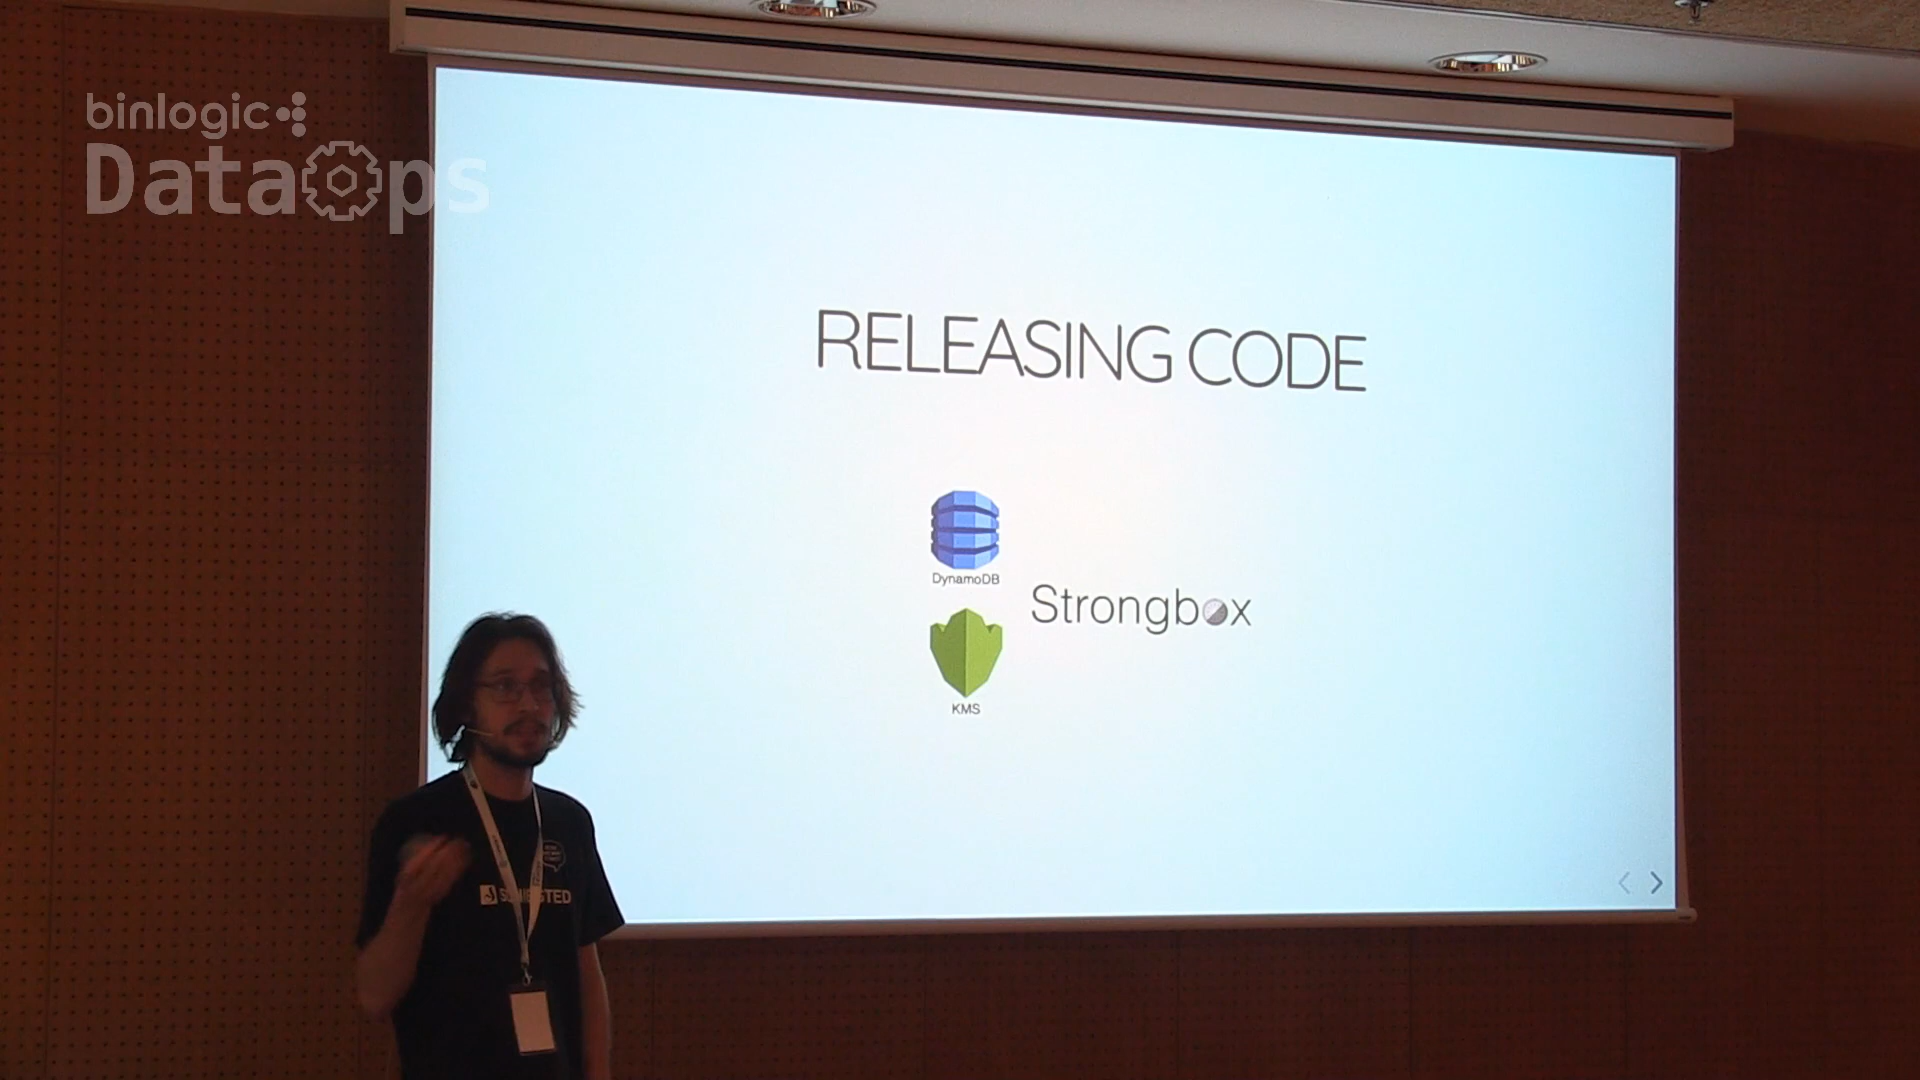 binlogic
DataOps
RELEASING CODE
DynamoDB
Strongbox
KMS